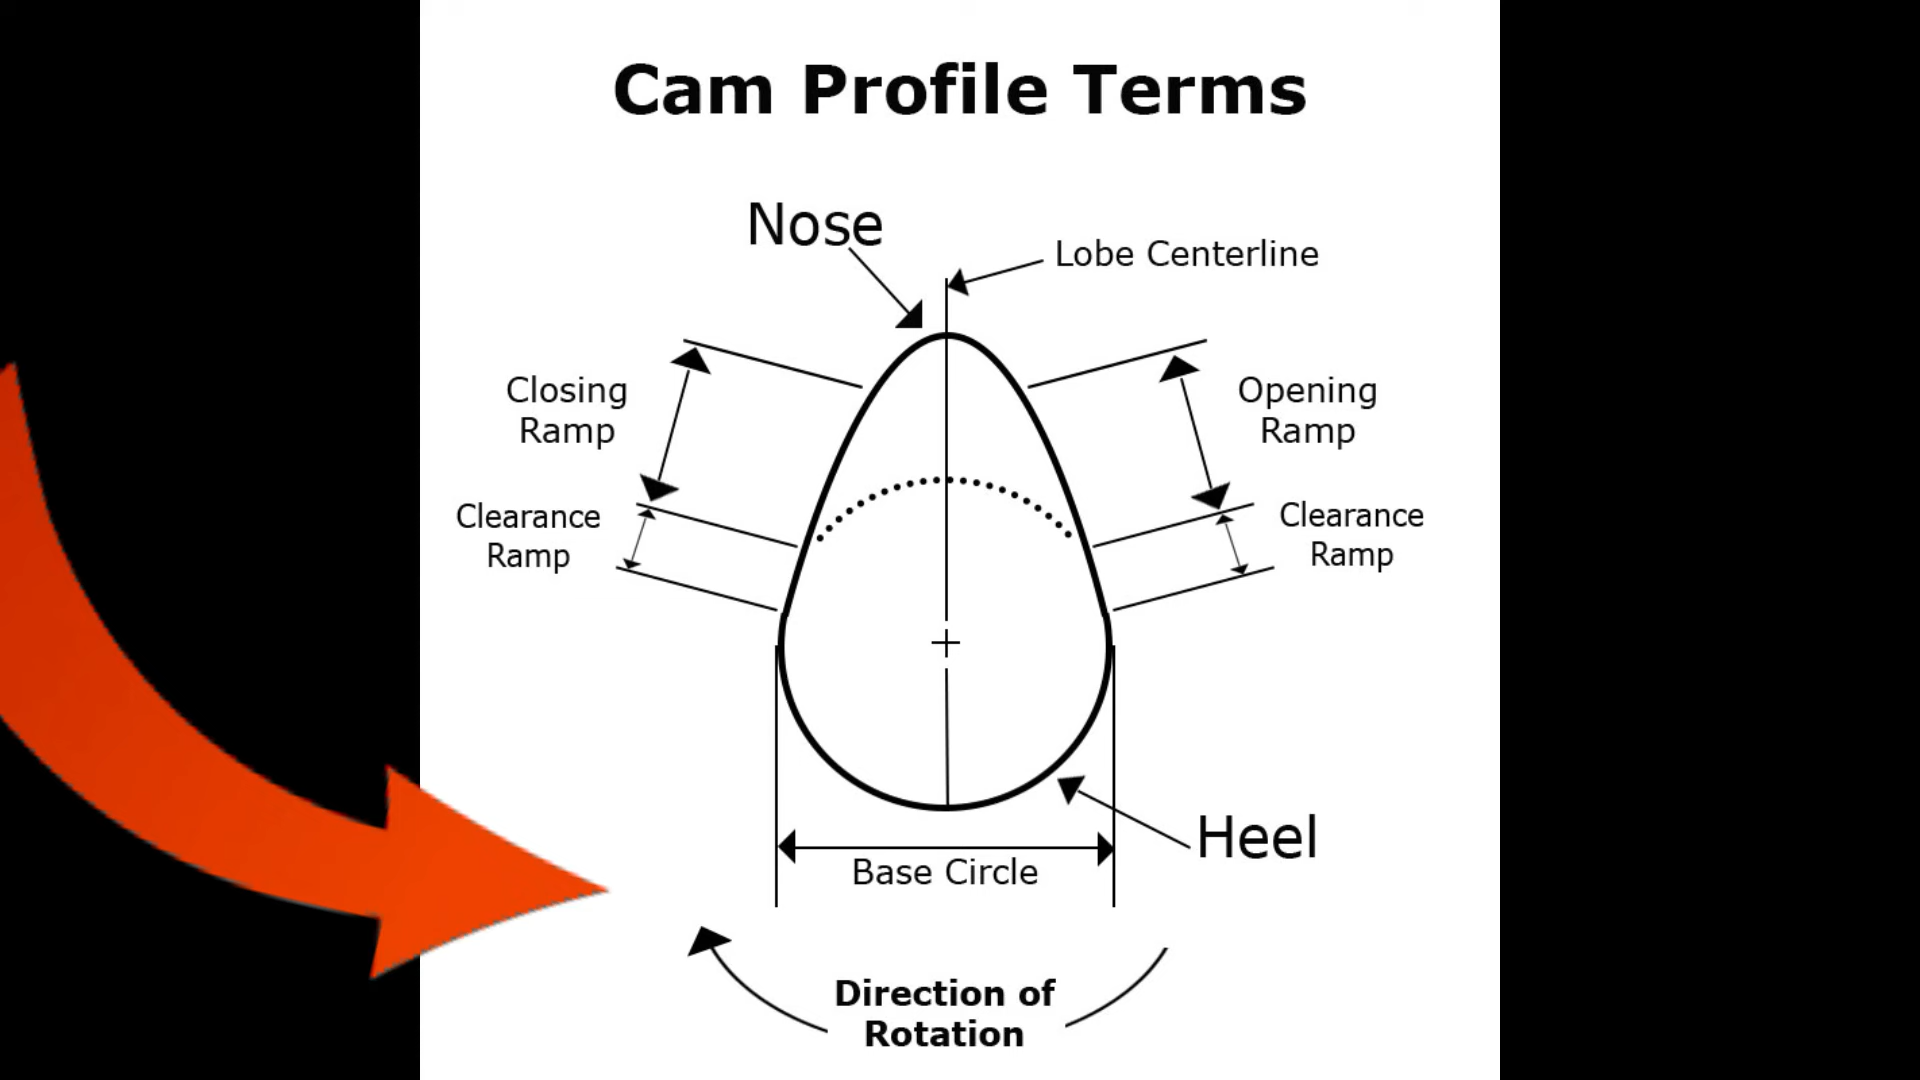 Cam Profile Terms
Nose
Lobe Centerline
Closing
Ramp
Opening
Ramp
Clearance
Ramp
Clearance
Ramp
Heel
Base Circle
Direction of
Rotation